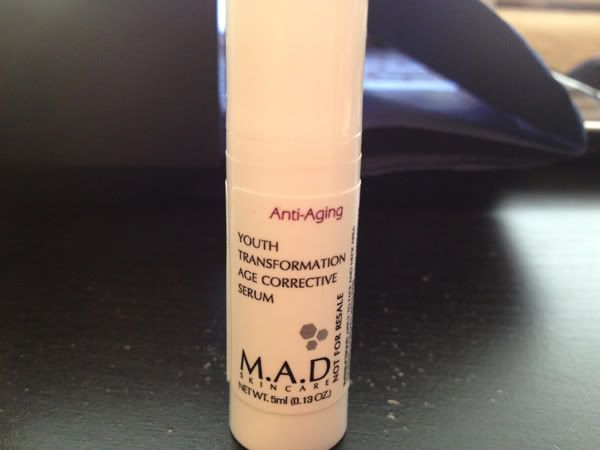 Anti-Aging
YOUTH
TRANSFORMATION
AGE CORRECTIVE
SERUM
M.A.D
SKINCARE
NET WT. 5ml (0.13 OZ.)
NOT FOR RESALE